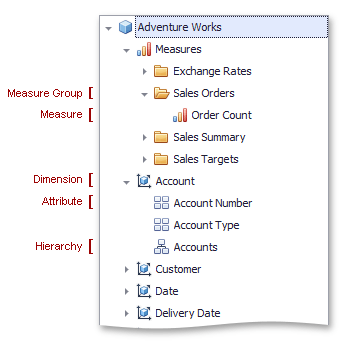 Adventure Works
Measures
Exchange Rates
Measure Group [ Sales Orders
Measure [ Order Count
Sales Summary
Sales Targets
Dimension [ Account
Attribute [ Account Number
Account Type
Hierarchy [ Accounts
Customer
Date
Delivery Date